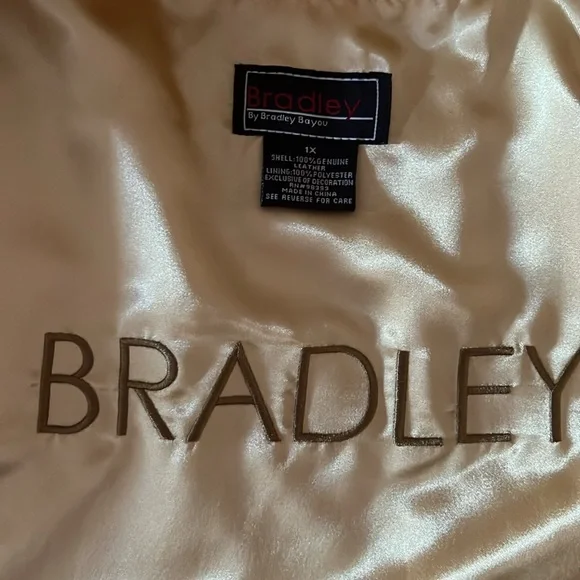 Bradley
By Bradley Bayou
1X
SHELL:100%GENUINE
LEATHER
LINING:100%POLYESTER
EXCLUSIVE OF DECORATION
MADE IN CHINA
SEE REVERSE FOR CARE
BRADLEY